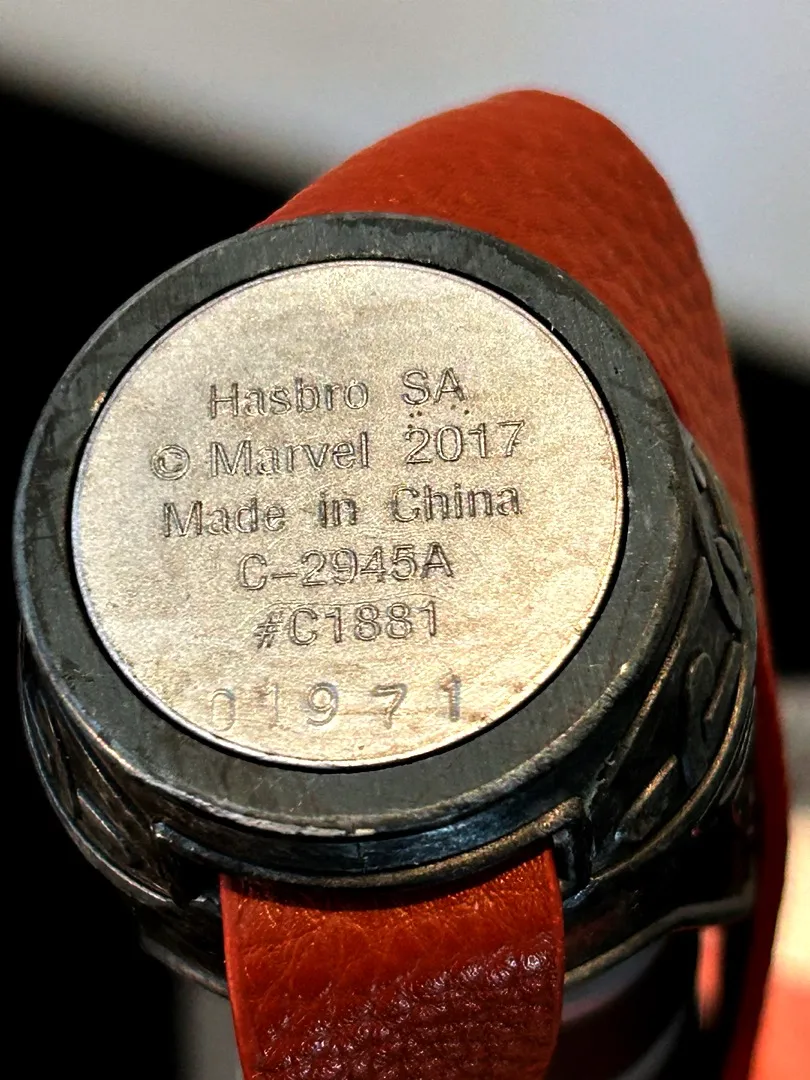 Hasbro SA
© Marvel 2017
Made in China
C-2945A
#C1881
01971